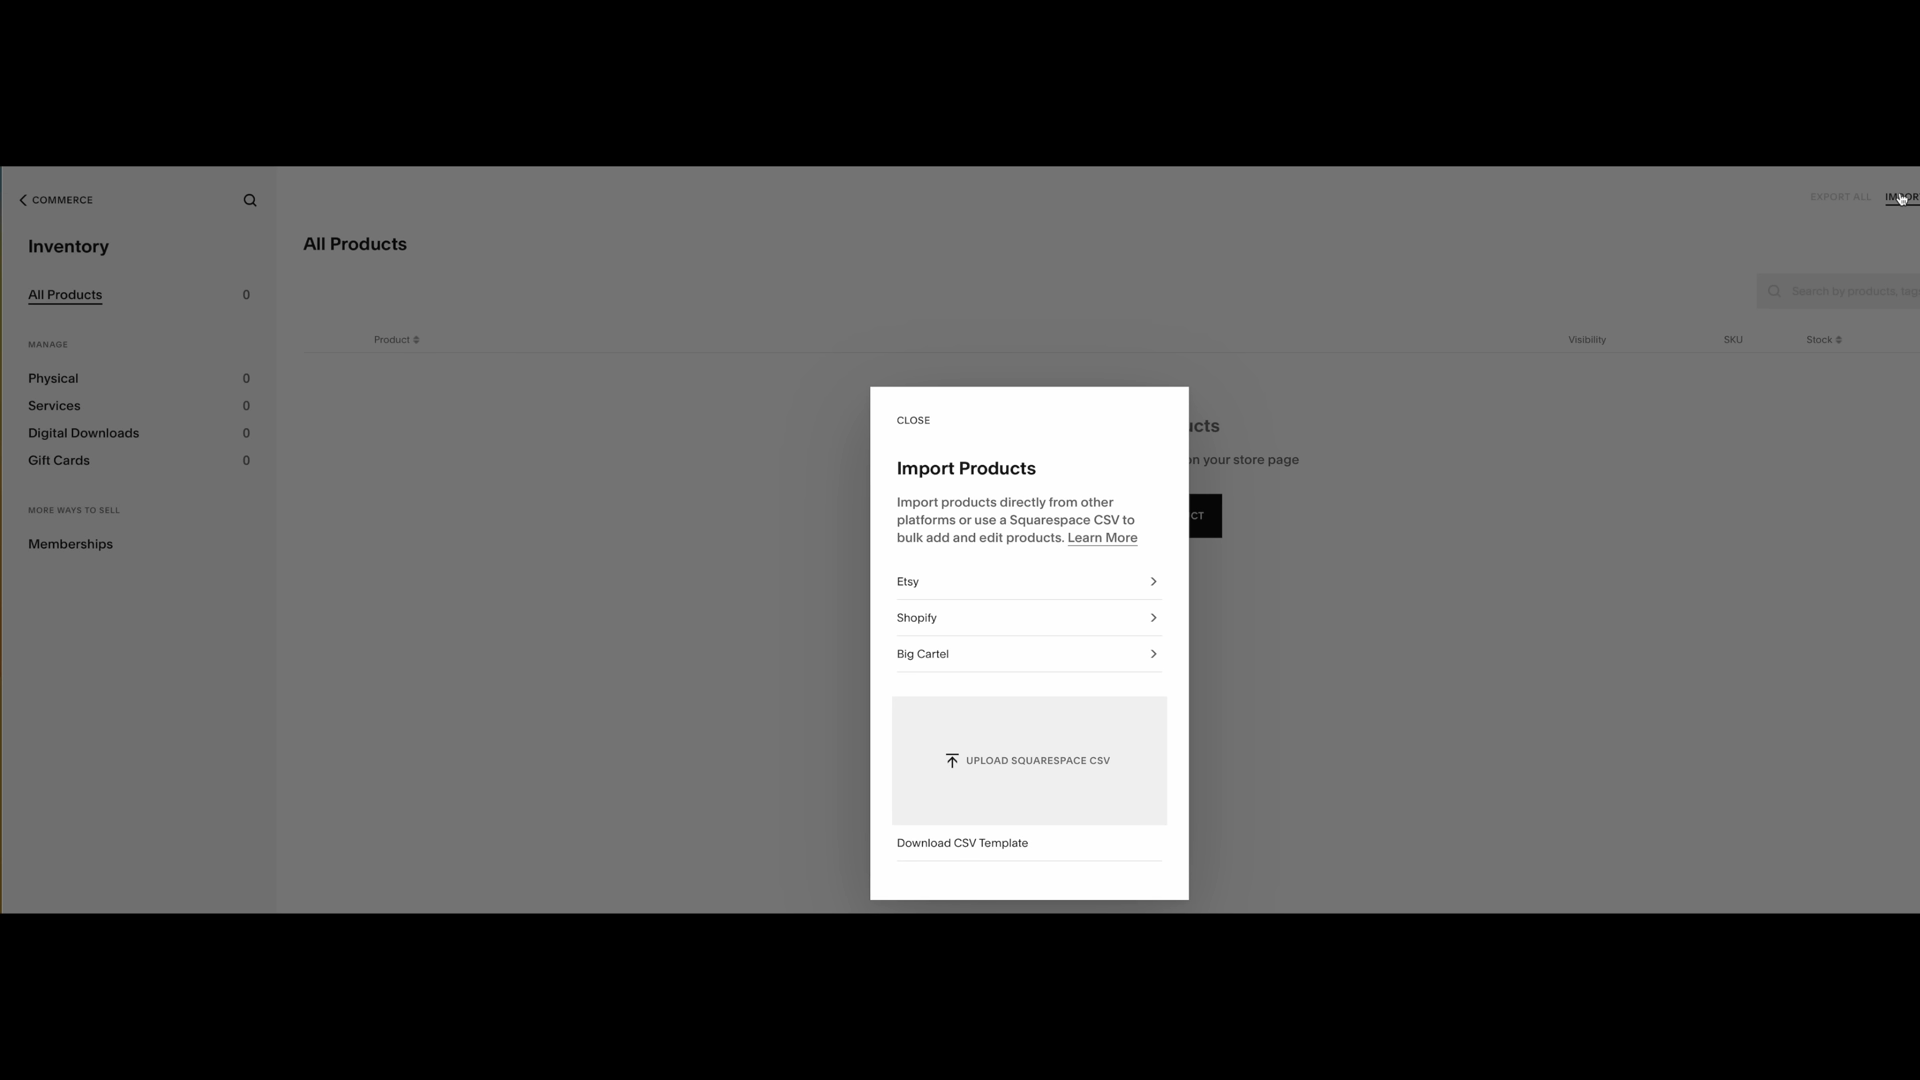 COMMERCE
EXPORT ALL
Inventory
All Products
All Products 0
Product
Visibility
SKU
Stock
MANAGE
Physical 0
Services 0
Digital Downloads 0
Gift Cards 0
MORE WAYS TO SELL
Memberships
Search by products,
on your store page
CLOSE
Import Products
Import products directly from other
platforms or use a Squarespace CSV to
bulk add and edit products. Learn More
Etsy
Shopify
Big Cartel
UPLOAD SQUARESPACE CSV
Download CSV Template